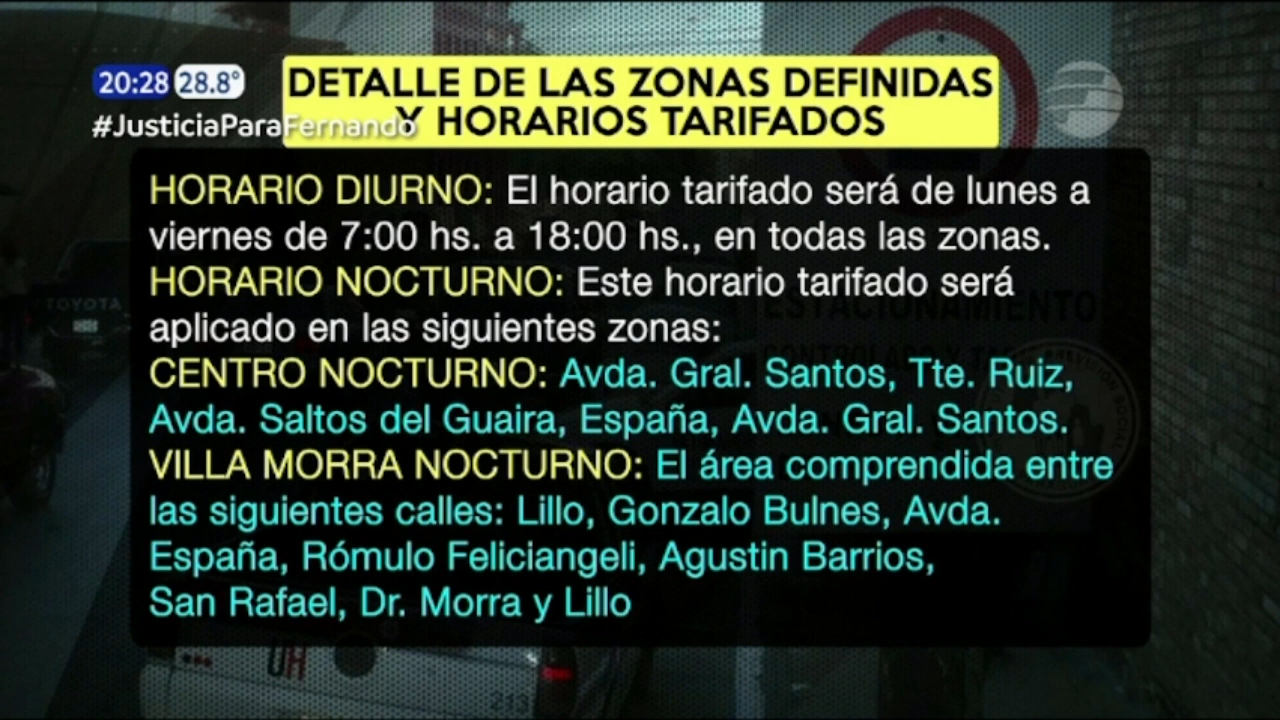 20:28 28.8°
#JusticiaParaFernando
DETALLE DE LAS ZONAS DEFINIDAS
Y HORARIOS TARIFADOS
HORARIO DIURNO: El horario tarifado será de lunes a
viernes de 7:00 hs. a 18:00 hs., en todas las zonas.
HORARIO NOCTURNO: Este horario tarifado será
aplicado en las siguientes zonas:
CENTRO NOCTURNO: Avda. Gral. Santos, Tte. Ruiz,
Avda. Saltos del Guaira, España, Avda. Gral. Santos.
VILLA MORRA NOCTURNO: El área comprendida entre
las siguientes calles: Lillo, Gonzalo Bulnes, Avda.
España, Rómulo Feliciangeli, Agustin Barrios,
San Rafael, Dr. Morra y Lillo
TOYOTA
ESTACIONAMIENTO
213